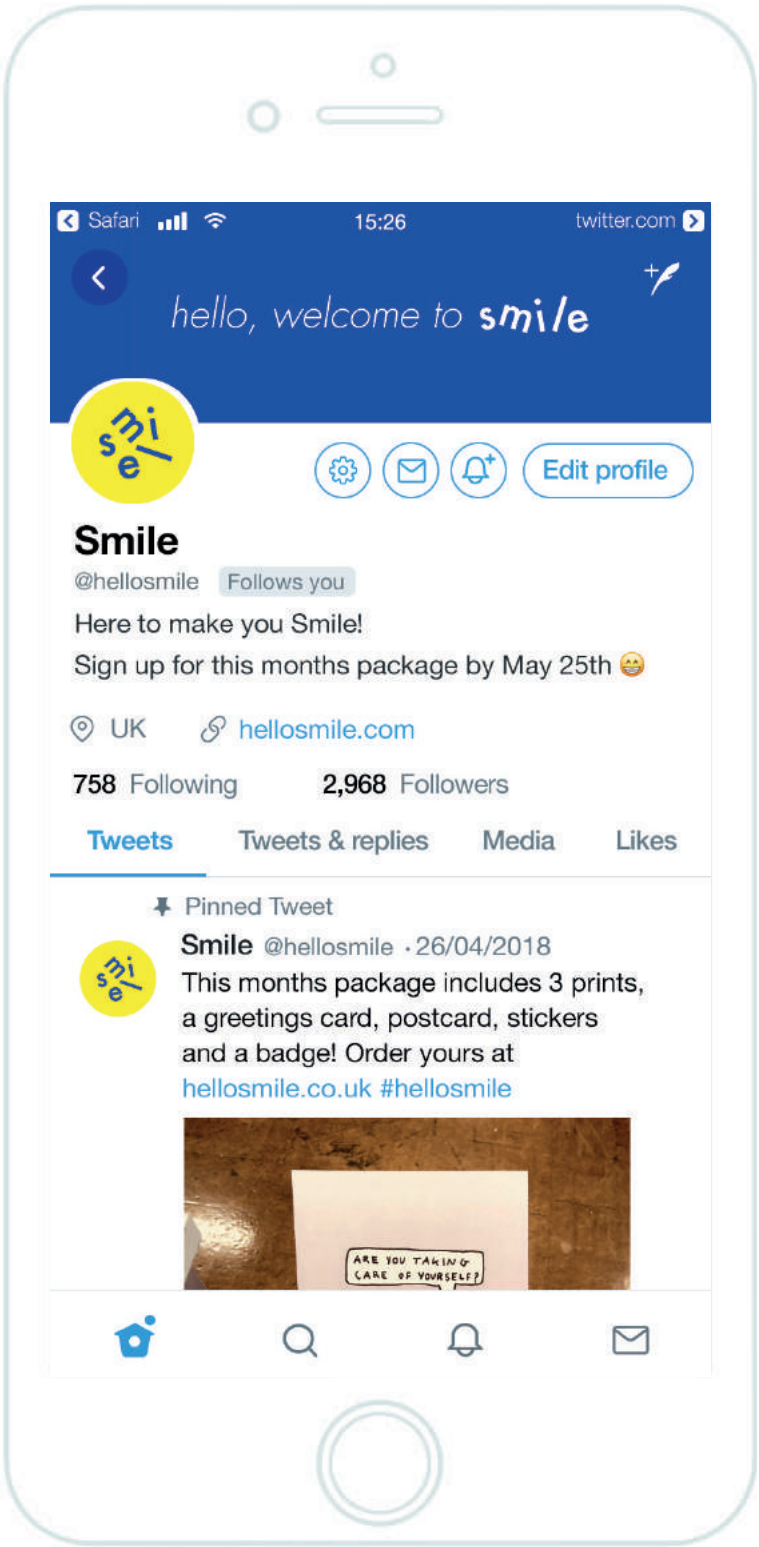 Safari 15:26 twitter.com
hello, welcome to smile
smile
Edit profile
Smile
@hellosmile Follows you
Here to make you Smile!
Sign up for this months package by May 25th 😁
UK hellosmile.com
758 Following 2,968 Followers
Tweets Tweets & replies Media Likes
Pinned Tweet
Smile @hellosmile · 26/04/2018
smile
This months package includes 3 prints,
a greetings card, postcard, stickers
and a badge! Order yours at
hellosmile.co.uk #hellosmile
ARE YOU TAKING
CARE OF YOURSELF?